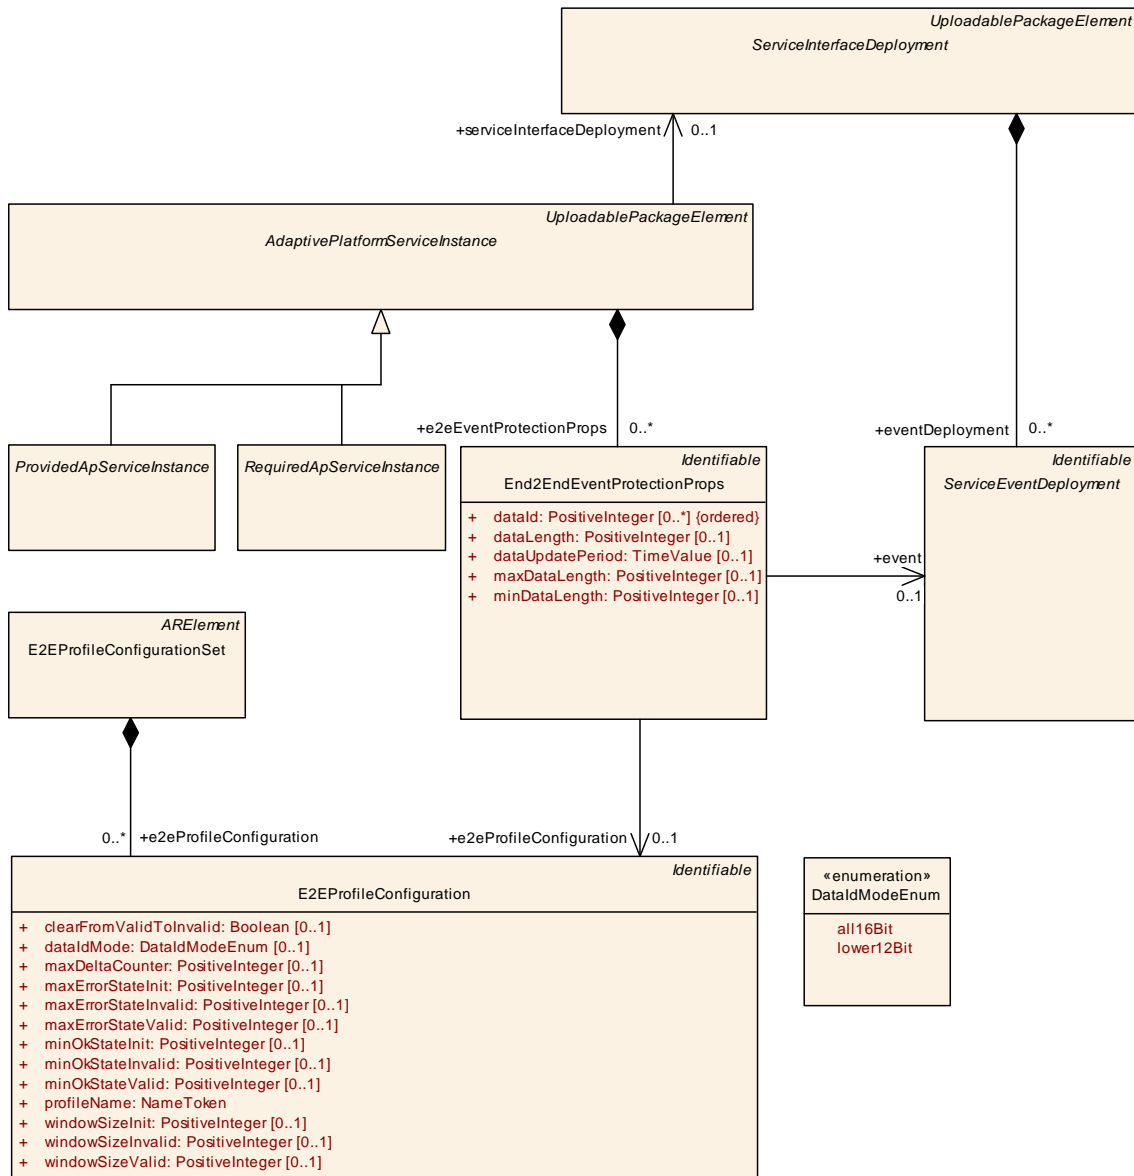 UploadablePackageElement
ServiceInterfaceDeployment
+serviceInterfaceDeployment 0..1
UploadablePackageElement
AdaptivePlatformServiceInstance
+e2eEventProtectionProps 0..*
+eventDeployment 0..*
ProvidedApServiceInstance
RequiredApServiceInstance
Identifiable
End2EndEventProtectionProps
+ dataId: PositiveInteger [0..*] {ordered}
+ dataLength: PositiveInteger [0..1]
+ dataUpdatePeriod: TimeValue [0..1]
+ maxDataLength: PositiveInteger [0..1]
+ minDataLength: PositiveInteger [0..1]
Identifiable
ServiceEventDeployment
+event
0..1
ARElement
E2EProfileConfigurationSet
0..* +e2eProfileConfiguration
+e2eProfileConfiguration 0..1
Identifiable
E2EProfileConfiguration
+ clearFromValidToInvalid: Boolean [0..1]
+ dataIdMode: DataIdModeEnum [0..1]
+ maxDeltaCounter: PositiveInteger [0..1]
+ maxErrorStateInit: PositiveInteger [0..1]
+ maxErrorStateInvalid: PositiveInteger [0..1]
+ maxErrorStateValid: PositiveInteger [0..1]
+ minOkStateInit: PositiveInteger [0..1]
+ minOkStateInvalid: PositiveInteger [0..1]
+ minOkStateValid: PositiveInteger [0..1]
+ profileName: NameToken
+ windowSizeInit: PositiveInteger [0..1]
+ windowSizeInvalid: PositiveInteger [0..1]
+ windowSizeValid: PositiveInteger [0..1]
«enumeration»
DataIdModeEnum
all16Bit
lower12Bit